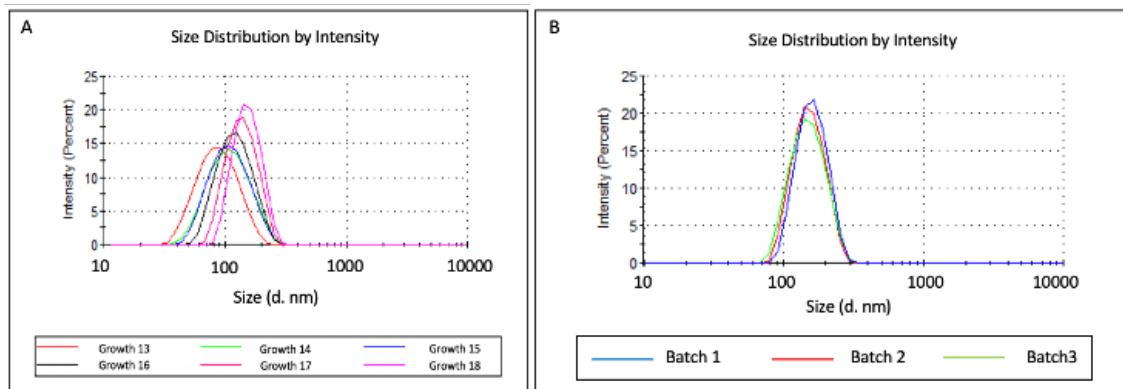 A
Size Distribution by Intensity
Intensity (Percent)
25
20
15
10
5
0
10 100 1000 10000
Size (d. nm)
Growth 13 Growth 14 Growth 15
Growth 16 Growth 17 Growth 18
B
Size Distribution by Intensity
Intensity (Percent)
25
20
15
10
5
0
10 100 1000 10000
Size (d. nm)
Batch 1 Batch 2 Batch3